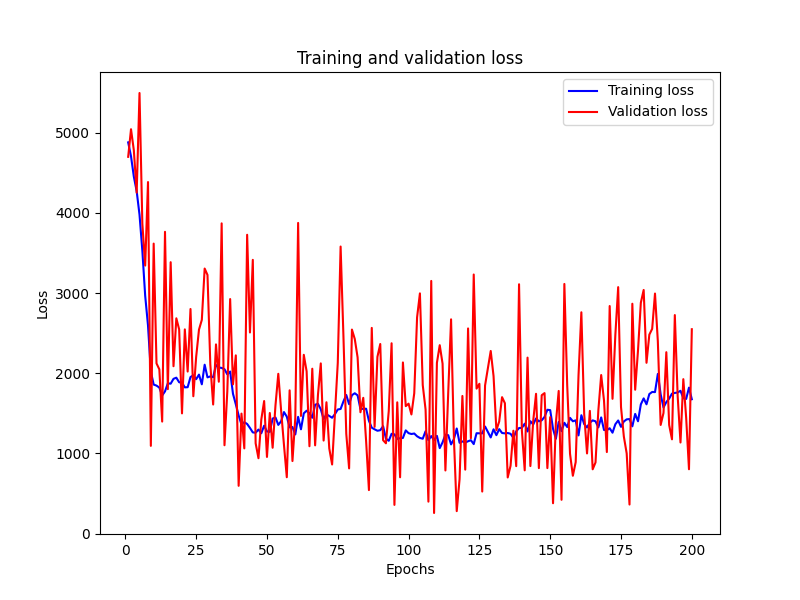 Training and validation loss
Training loss
Validation loss
5000
4000
3000
2000
1000
0
Loss
0 25 50 75 100 125 150 175 200
Epochs